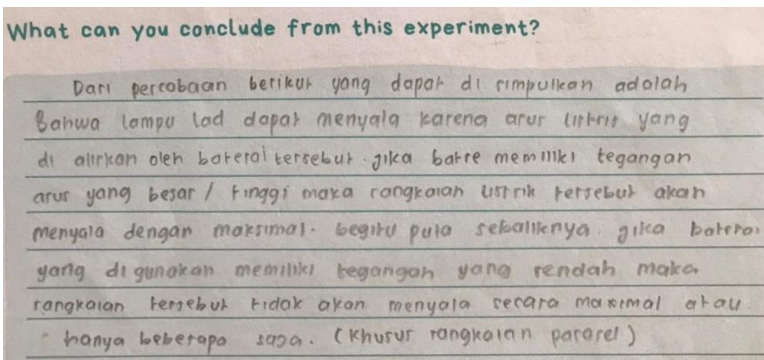 What can you conclude from this experiment?
Dari percobaan berikut yang dapat di simpulkan adalah
Bahwa lampu lad dapat menyala karena arus listrik yang
di alirkan oleh baterai tersebut. jika batre memiliki tegangan
arus yang besar / tinggi maka rangkaian listrik tersebut akan
menyala dengan maksimal. begitu pula sebaliknya. jika baterai
yang di gunakan memiliki tegangan yang rendah maka
rangkaian tersebut tidak akan menyala secara maximal atau
hanya beberapa saja. (khusus rangkaian pararel)